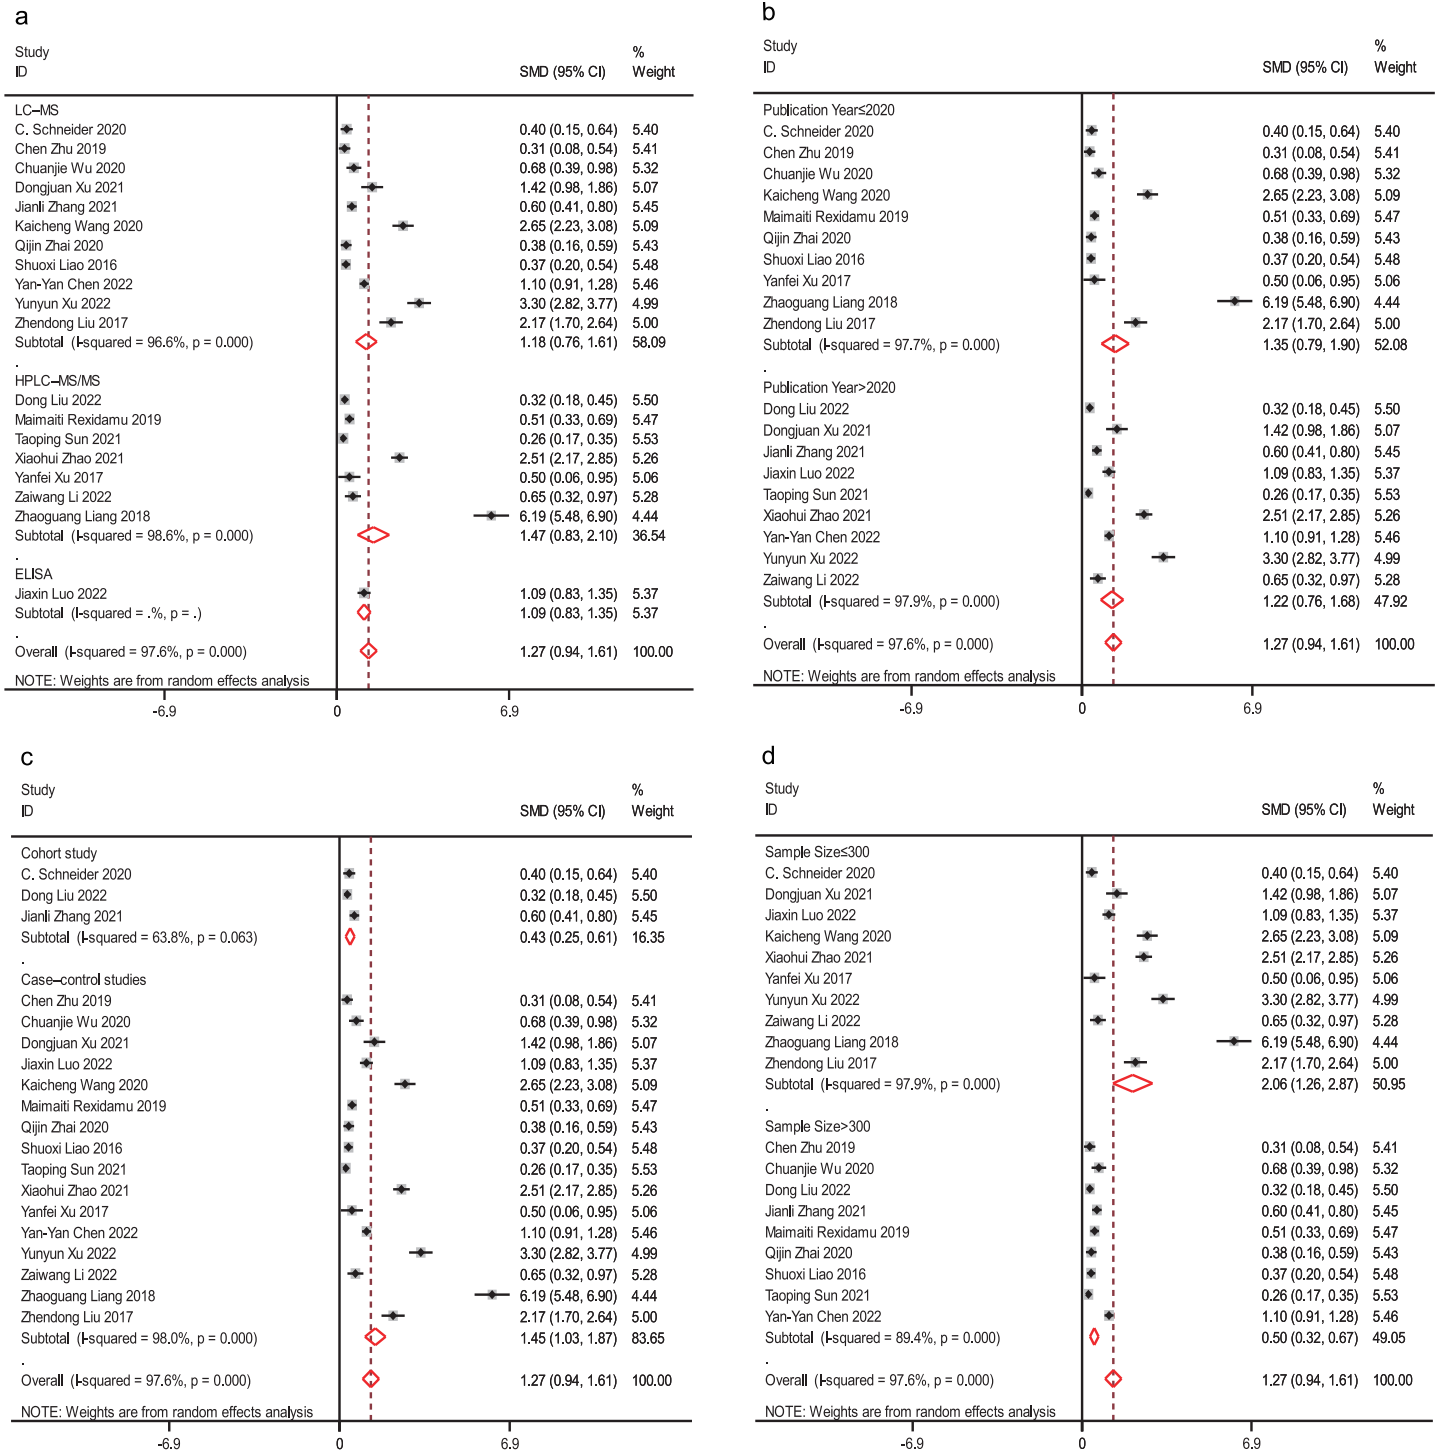 a
Study %
ID SMD (95% CI) Weight
LC–MS
C. Schneider 2020 0.40 (0.15, 0.64) 5.40
Chen Zhu 2019 0.31 (0.08, 0.54) 5.41
Chuanjie Wu 2020 0.68 (0.39, 0.98) 5.32
Dongjuan Xu 2021 1.42 (0.98, 1.86) 5.07
Jianli Zhang 2021 0.60 (0.41, 0.80) 5.45
Kaicheng Wang 2020 2.65 (2.23, 3.08) 5.09
Qijin Zhai 2020 0.38 (0.16, 0.59) 5.43
Shuoxi Liao 2016 0.37 (0.20, 0.54) 5.48
Yan-Yan Chen 2022 1.10 (0.91, 1.28) 5.46
Yunyun Xu 2022 3.30 (2.82, 3.77) 4.99
Zhendong Liu 2017 2.17 (1.70, 2.64) 5.00
Subtotal (I-squared = 96.6%, p = 0.000) 1.18 (0.76, 1.61) 58.09
.
HPLC–MS/MS
Dong Liu 2022 0.32 (0.18, 0.45) 5.50
Maimaiti Rexidamu 2019 0.51 (0.33, 0.69) 5.47
Taoping Sun 2021 0.26 (0.17, 0.35) 5.53
Xiaohui Zhao 2021 2.51 (2.17, 2.85) 5.26
Yanfei Xu 2017 0.50 (0.06, 0.95) 5.06
Zaiwang Li 2022 0.65 (0.32, 0.97) 5.28
Zhaoguang Liang 2018 6.19 (5.48, 6.90) 4.44
Subtotal (I-squared = 98.6%, p = 0.000) 1.47 (0.83, 2.10) 36.54
.
ELISA
Jiaxin Luo 2022 1.09 (0.83, 1.35) 5.37
Subtotal (I-squared = .%, p = .) 1.09 (0.83, 1.35) 5.37
.
Overall (I-squared = 97.6%, p = 0.000) 1.27 (0.94, 1.61) 100.00
NOTE: Weights are from random effects analysis
-6.9 0 6.9
b
Study %
ID SMD (95% CI) Weight
Publication Year≤2020
C. Schneider 2020 0.40 (0.15, 0.64) 5.40
Chen Zhu 2019 0.31 (0.08, 0.54) 5.41
Chuanjie Wu 2020 0.68 (0.39, 0.98) 5.32
Kaicheng Wang 2020 2.65 (2.23, 3.08) 5.09
Maimaiti Rexidamu 2019 0.51 (0.33, 0.69) 5.47
Qijin Zhai 2020 0.38 (0.16, 0.59) 5.43
Shuoxi Liao 2016 0.37 (0.20, 0.54) 5.48
Yanfei Xu 2017 0.50 (0.06, 0.95) 5.06
Zhaoguang Liang 2018 6.19 (5.48, 6.90) 4.44
Zhendong Liu 2017 2.17 (1.70, 2.64) 5.00
Subtotal (I-squared = 97.7%, p = 0.000) 1.35 (0.79, 1.90) 52.08
.
Publication Year>2020
Dong Liu 2022 0.32 (0.18, 0.45) 5.50
Dongjuan Xu 2021 1.42 (0.98, 1.86) 5.07
Jianli Zhang 2021 0.60 (0.41, 0.80) 5.45
Jiaxin Luo 2022 1.09 (0.83, 1.35) 5.37
Taoping Sun 2021 0.26 (0.17, 0.35) 5.53
Xiaohui Zhao 2021 2.51 (2.17, 2.85) 5.26
Yan-Yan Chen 2022 1.10 (0.91, 1.28) 5.46
Yunyun Xu 2022 3.30 (2.82, 3.77) 4.99
Zaiwang Li 2022 0.65 (0.32, 0.97) 5.28
Subtotal (I-squared = 97.9%, p = 0.000) 1.22 (0.76, 1.68) 47.92
.
Overall (I-squared = 97.6%, p = 0.000) 1.27 (0.94, 1.61) 100.00
NOTE: Weights are from random effects analysis
-6.9 0 6.9
c
Study %
ID SMD (95% CI) Weight
Cohort study
C. Schneider 2020 0.40 (0.15, 0.64) 5.40
Dong Liu 2022 0.32 (0.18, 0.45) 5.50
Jianli Zhang 2021 0.60 (0.41, 0.80) 5.45
Subtotal (I-squared = 63.8%, p = 0.063) 0.43 (0.25, 0.61) 16.35
.
Case–control studies
Chen Zhu 2019 0.31 (0.08, 0.54) 5.41
Chuanjie Wu 2020 0.68 (0.39, 0.98) 5.32
Dongjuan Xu 2021 1.42 (0.98, 1.86) 5.07
Jiaxin Luo 2022 1.09 (0.83, 1.35) 5.37
Kaicheng Wang 2020 2.65 (2.23, 3.08) 5.09
Maimaiti Rexidamu 2019 0.51 (0.33, 0.69) 5.47
Qijin Zhai 2020 0.38 (0.16, 0.59) 5.43
Shuoxi Liao 2016 0.37 (0.20, 0.54) 5.48
Taoping Sun 2021 0.26 (0.17, 0.35) 5.53
Xiaohui Zhao 2021 2.51 (2.17, 2.85) 5.26
Yanfei Xu 2017 0.50 (0.06, 0.95) 5.06
Yan-Yan Chen 2022 1.10 (0.91, 1.28) 5.46
Yunyun Xu 2022 3.30 (2.82, 3.77) 4.99
Zaiwang Li 2022 0.65 (0.32, 0.97) 5.28
Zhaoguang Liang 2018 6.19 (5.48, 6.90) 4.44
Zhendong Liu 2017 2.17 (1.70, 2.64) 5.00
Subtotal (I-squared = 98.0%, p = 0.000) 1.45 (1.03, 1.87) 83.65
.
Overall (I-squared = 97.6%, p = 0.000) 1.27 (0.94, 1.61) 100.00
NOTE: Weights are from random effects analysis
-6.9 0 6.9
d
Study %
ID SMD (95% CI) Weight
Sample Size≤300
C. Schneider 2020 0.40 (0.15, 0.64) 5.40
Dongjuan Xu 2021 1.42 (0.98, 1.86) 5.07
Jiaxin Luo 2022 1.09 (0.83, 1.35) 5.37
Kaicheng Wang 2020 2.65 (2.23, 3.08) 5.09
Xiaohui Zhao 2021 2.51 (2.17, 2.85) 5.26
Yanfei Xu 2017 0.50 (0.06, 0.95) 5.06
Yunyun Xu 2022 3.30 (2.82, 3.77) 4.99
Zaiwang Li 2022 0.65 (0.32, 0.97) 5.28
Zhaoguang Liang 2018 6.19 (5.48, 6.90) 4.44
Zhendong Liu 2017 2.17 (1.70, 2.64) 5.00
Subtotal (I-squared = 97.9%, p = 0.000) 2.06 (1.26, 2.87) 50.95
.
Sample Size>300
Chen Zhu 2019 0.31 (0.08, 0.54) 5.41
Chuanjie Wu 2020 0.68 (0.39, 0.98) 5.32
Dong Liu 2022 0.32 (0.18, 0.45) 5.50
Jianli Zhang 2021 0.60 (0.41, 0.80) 5.45
Maimaiti Rexidamu 2019 0.51 (0.33, 0.69) 5.47
Qijin Zhai 2020 0.38 (0.16, 0.59) 5.43
Shuoxi Liao 2016 0.37 (0.20, 0.54) 5.48
Taoping Sun 2021 0.26 (0.17, 0.35) 5.53
Yan-Yan Chen 2022 1.10 (0.91, 1.28) 5.46
Subtotal (I-squared = 89.4%, p = 0.000) 0.50 (0.32, 0.67) 49.05
.
Overall (I-squared = 97.6%, p = 0.000) 1.27 (0.94, 1.61) 100.00
NOTE: Weights are from random effects analysis
-6.9 0 6.9